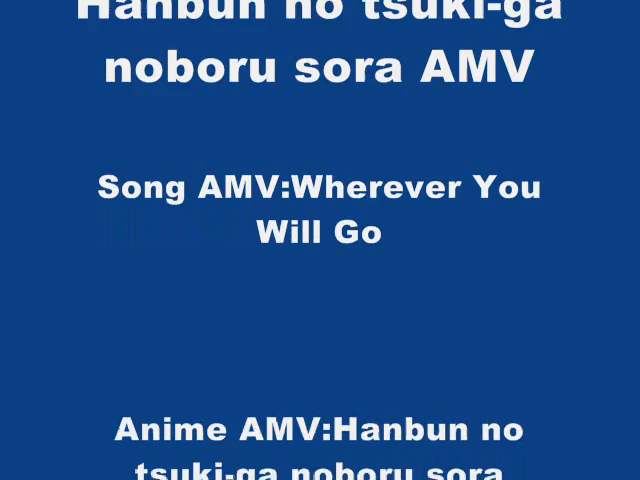 Hanbun no tsuki-ga
noboru sora AMV
Song AMV:Wherever You
Will Go
Anime AMV:Hanbun no
tsuki-ga noboru sora